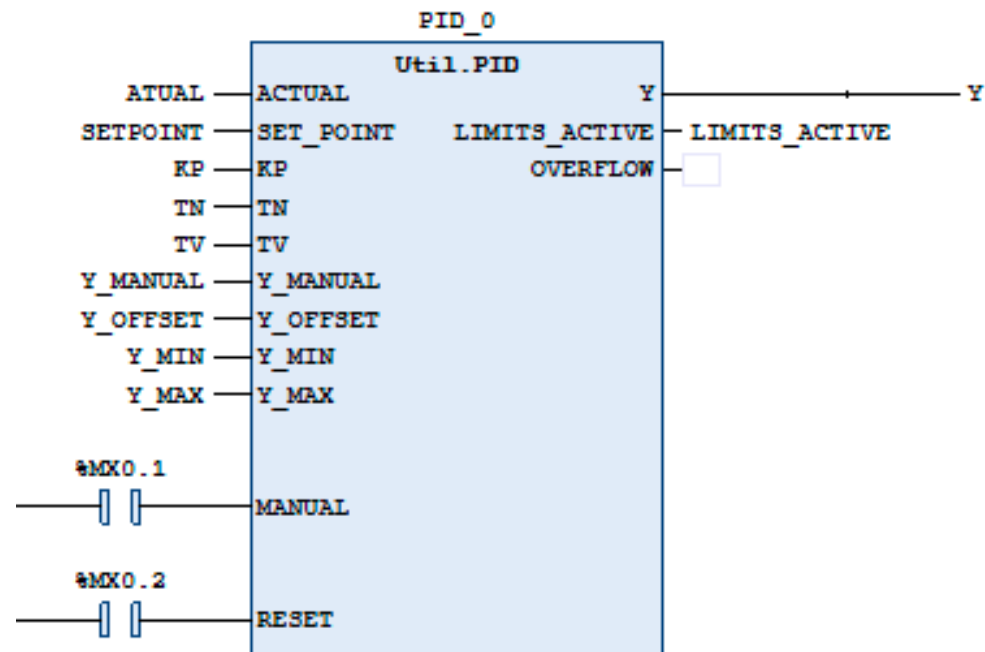 PID_0
Util.PID
ATUAL ACTUAL Y Y
SETPOINT SET_POINT LIMITS_ACTIVE LIMITS_ACTIVE
KP KP OVERFLOW
TN TN
TV TV
Y_MANUAL Y_MANUAL
Y_OFFSET Y_OFFSET
Y_MIN Y_MIN
Y_MAX Y_MAX
%MX0.1
MANUAL
%MX0.2
RESET